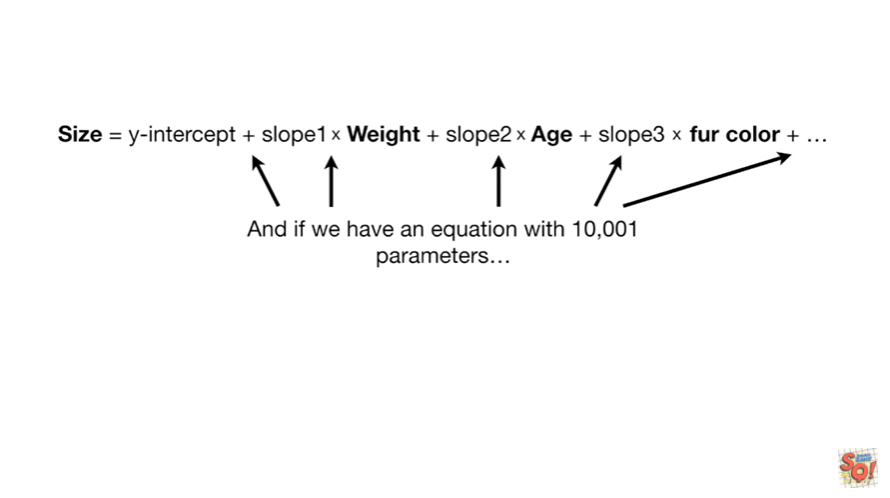 Size = y-intercept + slope1 × Weight + slope2 × Age + slope3 × fur color + …
And if we have an equation with 10,001
parameters…
SQ!